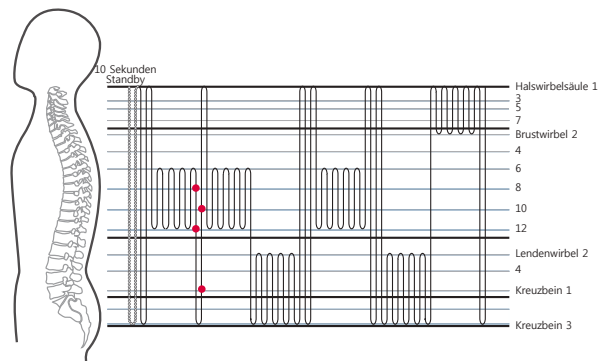 10 Sekunden
Standby
Halswirbelsäule 1
3
5
7
Brustwirbel 2
4
6
8
10
12
Lendenwirbel 2
4
Kreuzbein 1
Kreuzbein 3